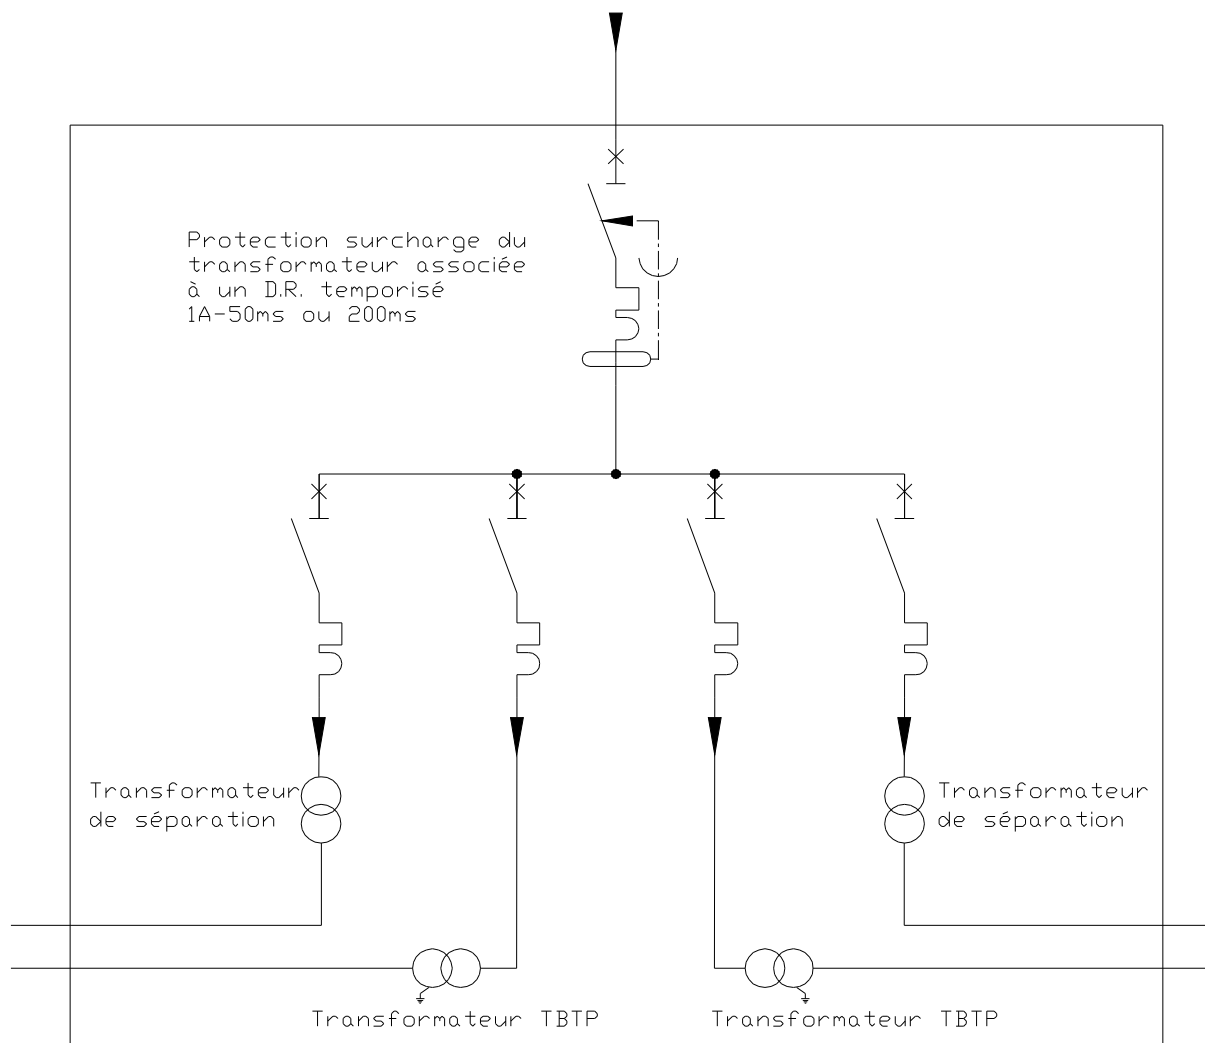 Protection surcharge du
transformateur associée
à un D.R. temporisé
1A-50ms ou 200ms
Transformateur
de séparation
Transformateur
de séparation
Transformateur TBTP
Transformateur TBTP